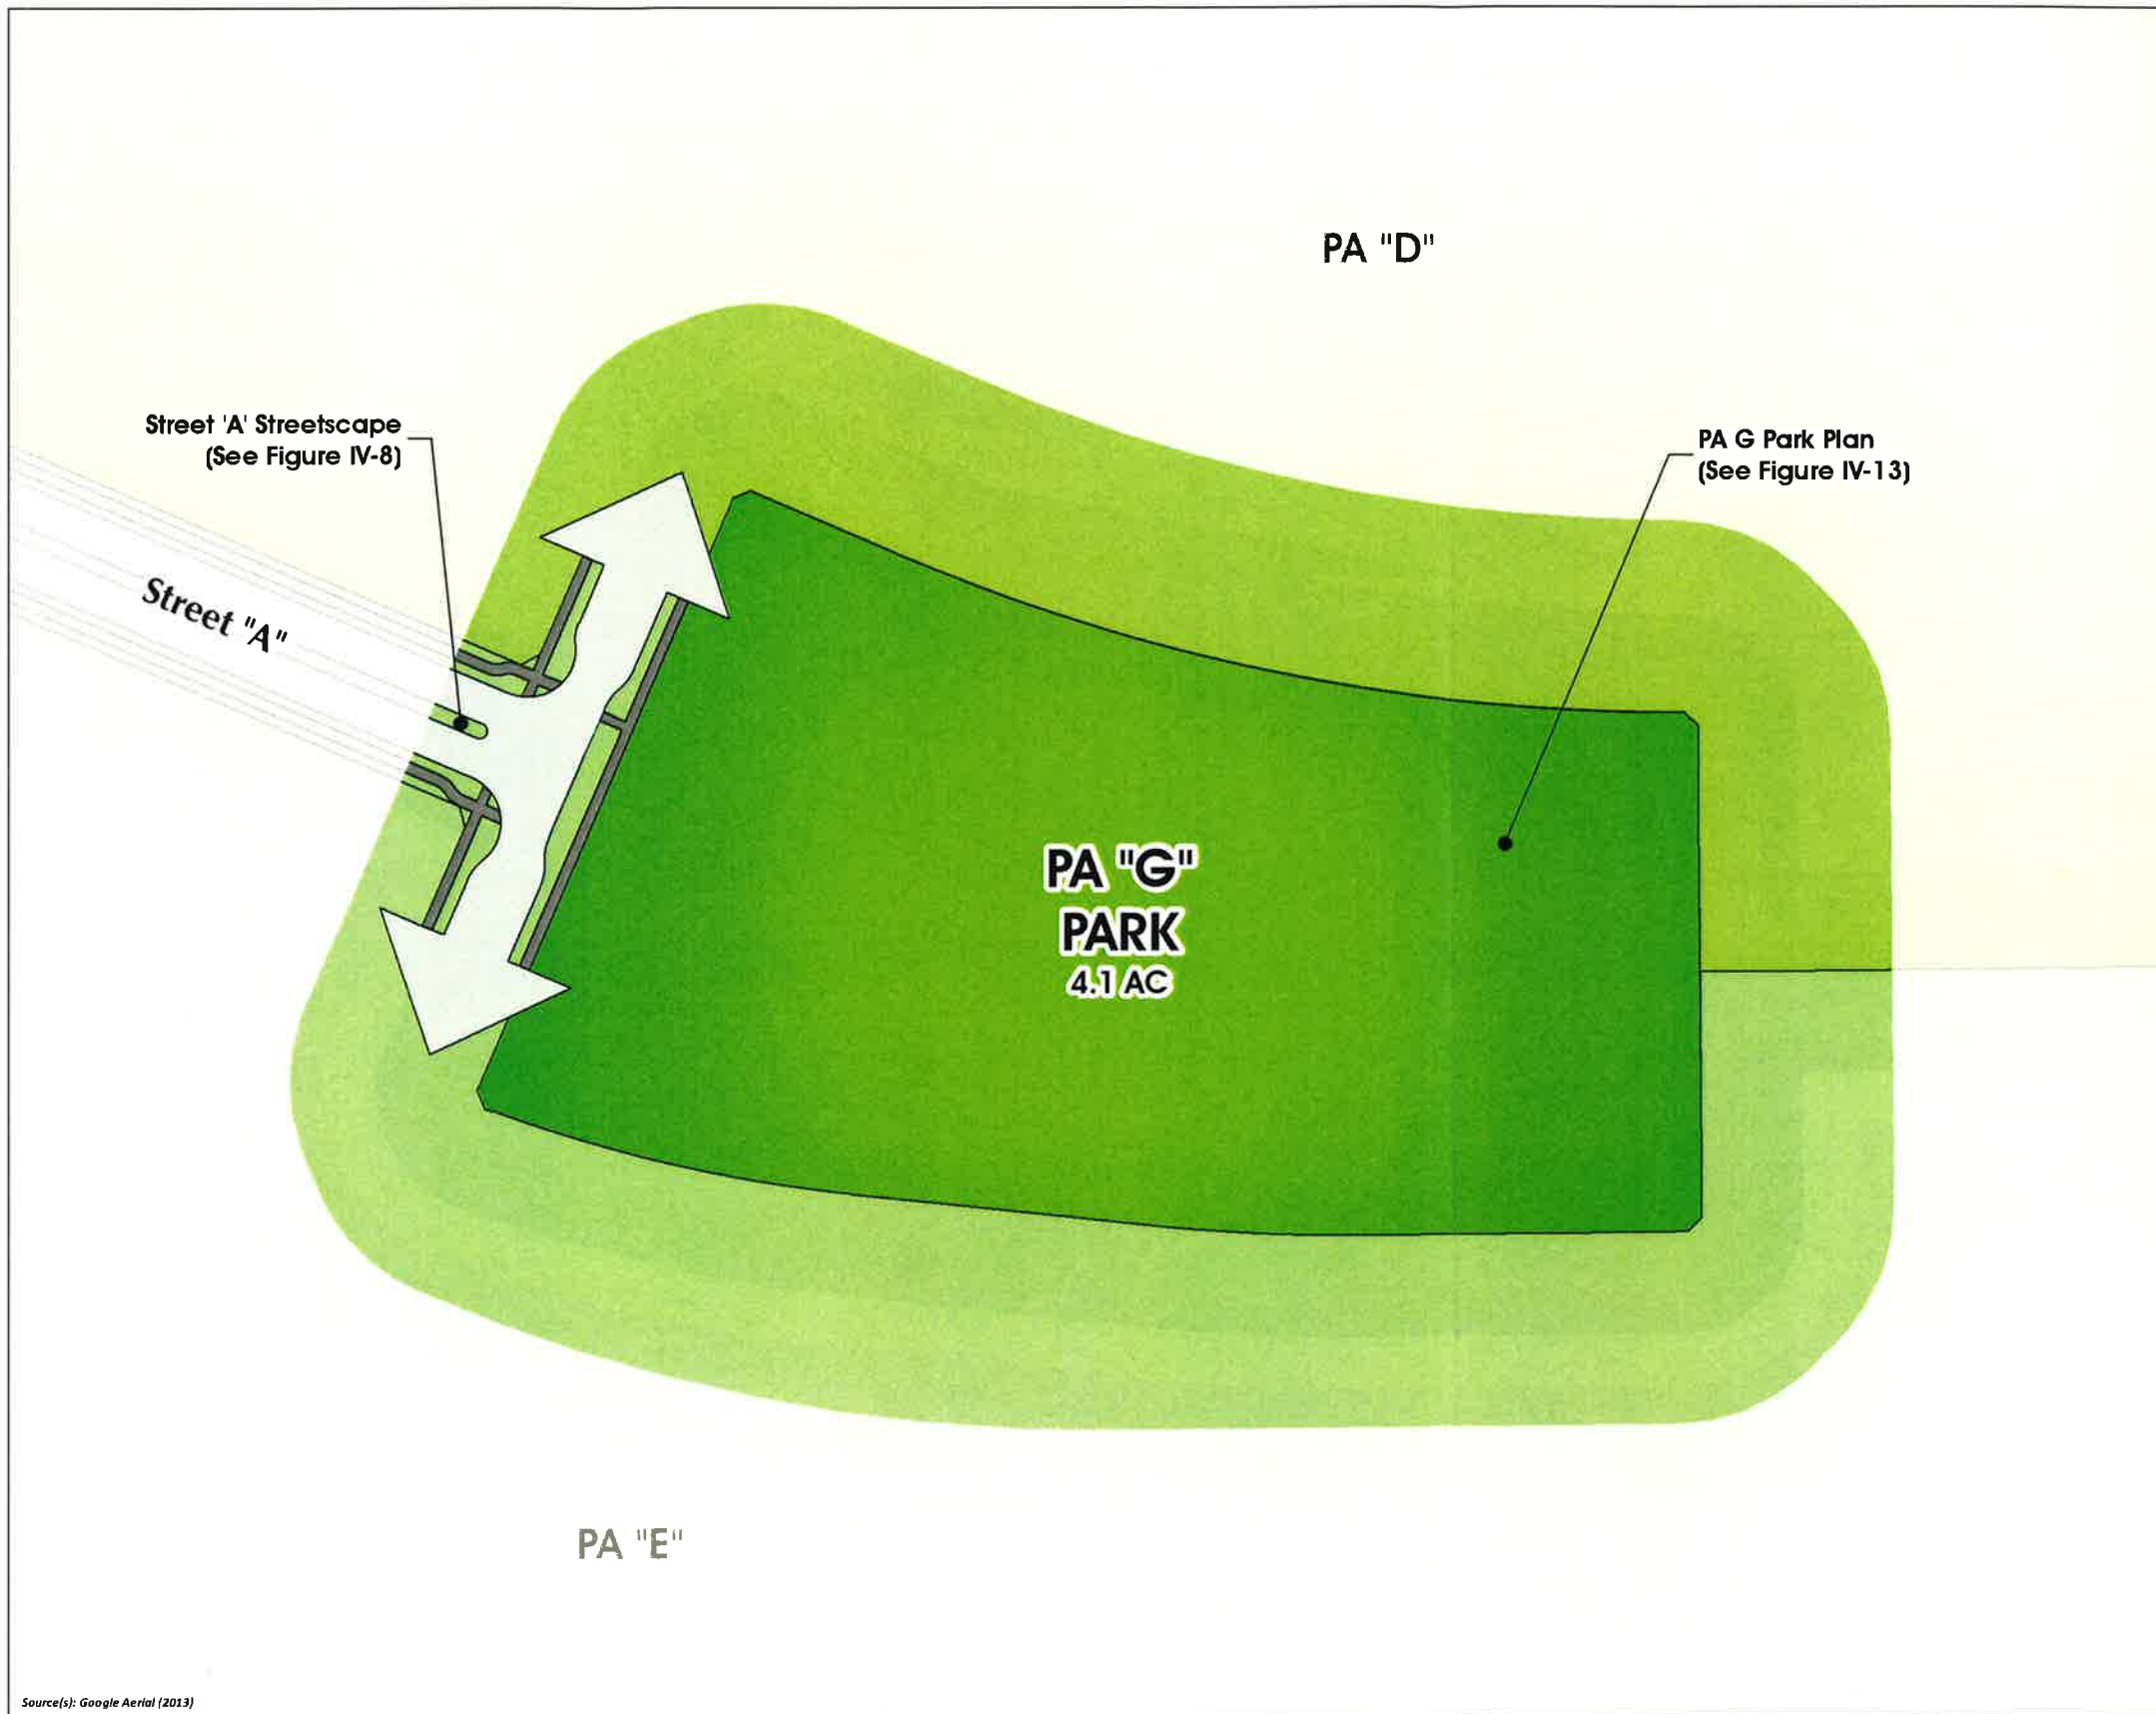 PA "D"
Street 'A' Streetscape
(See Figure IV-8)
PA G Park Plan
(See Figure IV-13)
Street "A"
PA "G"
PARK
4.1 AC
PA "E"
Source(s): Google Aerial (2013)